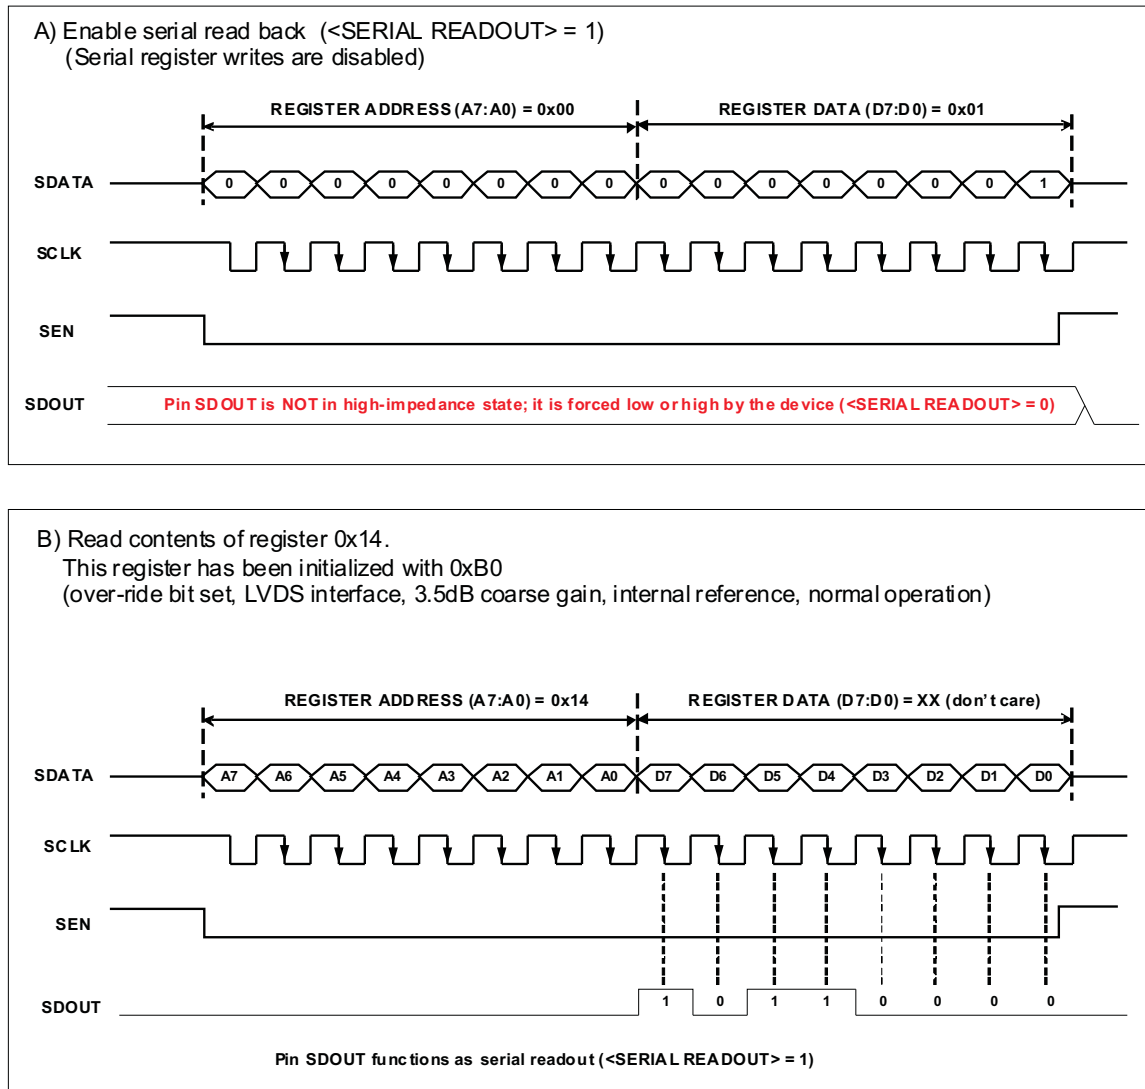 A) Enable serial read back (<SERIAL READOUT> = 1)
(Serial register writes are disabled)
REGISTER ADDRESS (A7:A0) = 0x00 REGISTER DATA (D7:D0) = 0x01
SDATA 0 0 0 0 0 0 0 0 0 0 0 0 0 0 0 1
SCLK
SEN
SDOUT Pin SDOUT is NOT in high-impedance state; it is forced low or high by the device (<SERIAL READOUT> = 0)
B) Read contents of register 0x14.
This register has been initialized with 0xB0
(over-ride bit set, LVDS interface, 3.5dB coarse gain, internal reference, normal operation)
REGISTER ADDRESS (A7:A0) = 0x14 REGISTER DATA (D7:D0) = XX (don't care)
SDATA A7 A6 A5 A4 A3 A2 A1 A0 D7 D6 D5 D4 D3 D2 D1 D0
SCLK
SEN
SDOUT 1 0 1 1 0 0 0 0
Pin SDOUT functions as serial readout (<SERIAL READOUT> = 1)